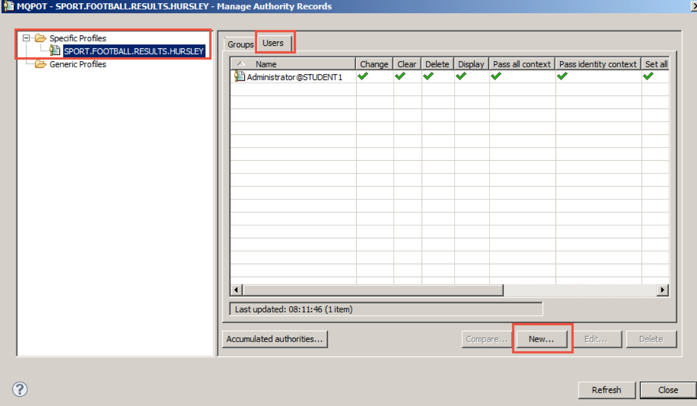 MQPOT - SPORT.FOOTBALL.RESULTS.HURSLEY - Manage Authority Records
Specific Profiles
SPORT.FOOTBALL.RESULTS.HURSLEY
Generic Profiles
Groups Users
Name Change Clear Delete Display Pass all context Pass identity context Set all
Administrator@STUDENT1
Last updated: 08:11:46 (1 item)
Accumulated authorities... Compare... New... Edit... Delete
Refresh Close